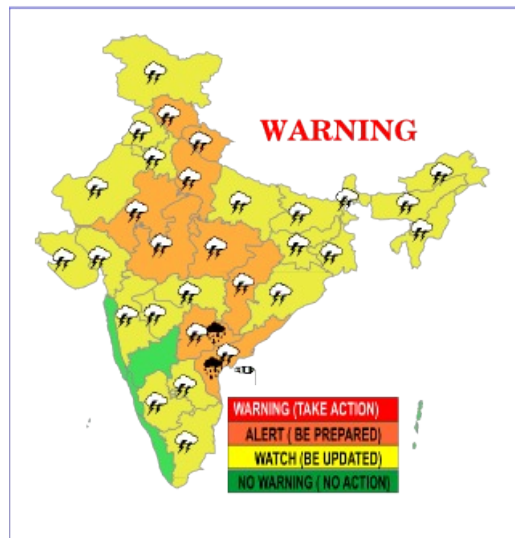 WARNING
WARNING (TAKE ACTION)
ALERT ( BE PREPARED)
WATCH (BE UPDATED)
NO WARNING ( NO ACTION)